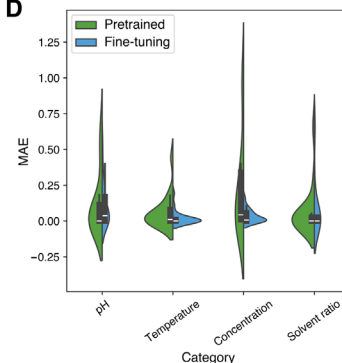 D
Pretrained
Fine-tuning
1.25
1.00
0.75
0.50
0.25
0.00
−0.25
MAE
pH
Temperature
Concentration
Solvent ratio
Category